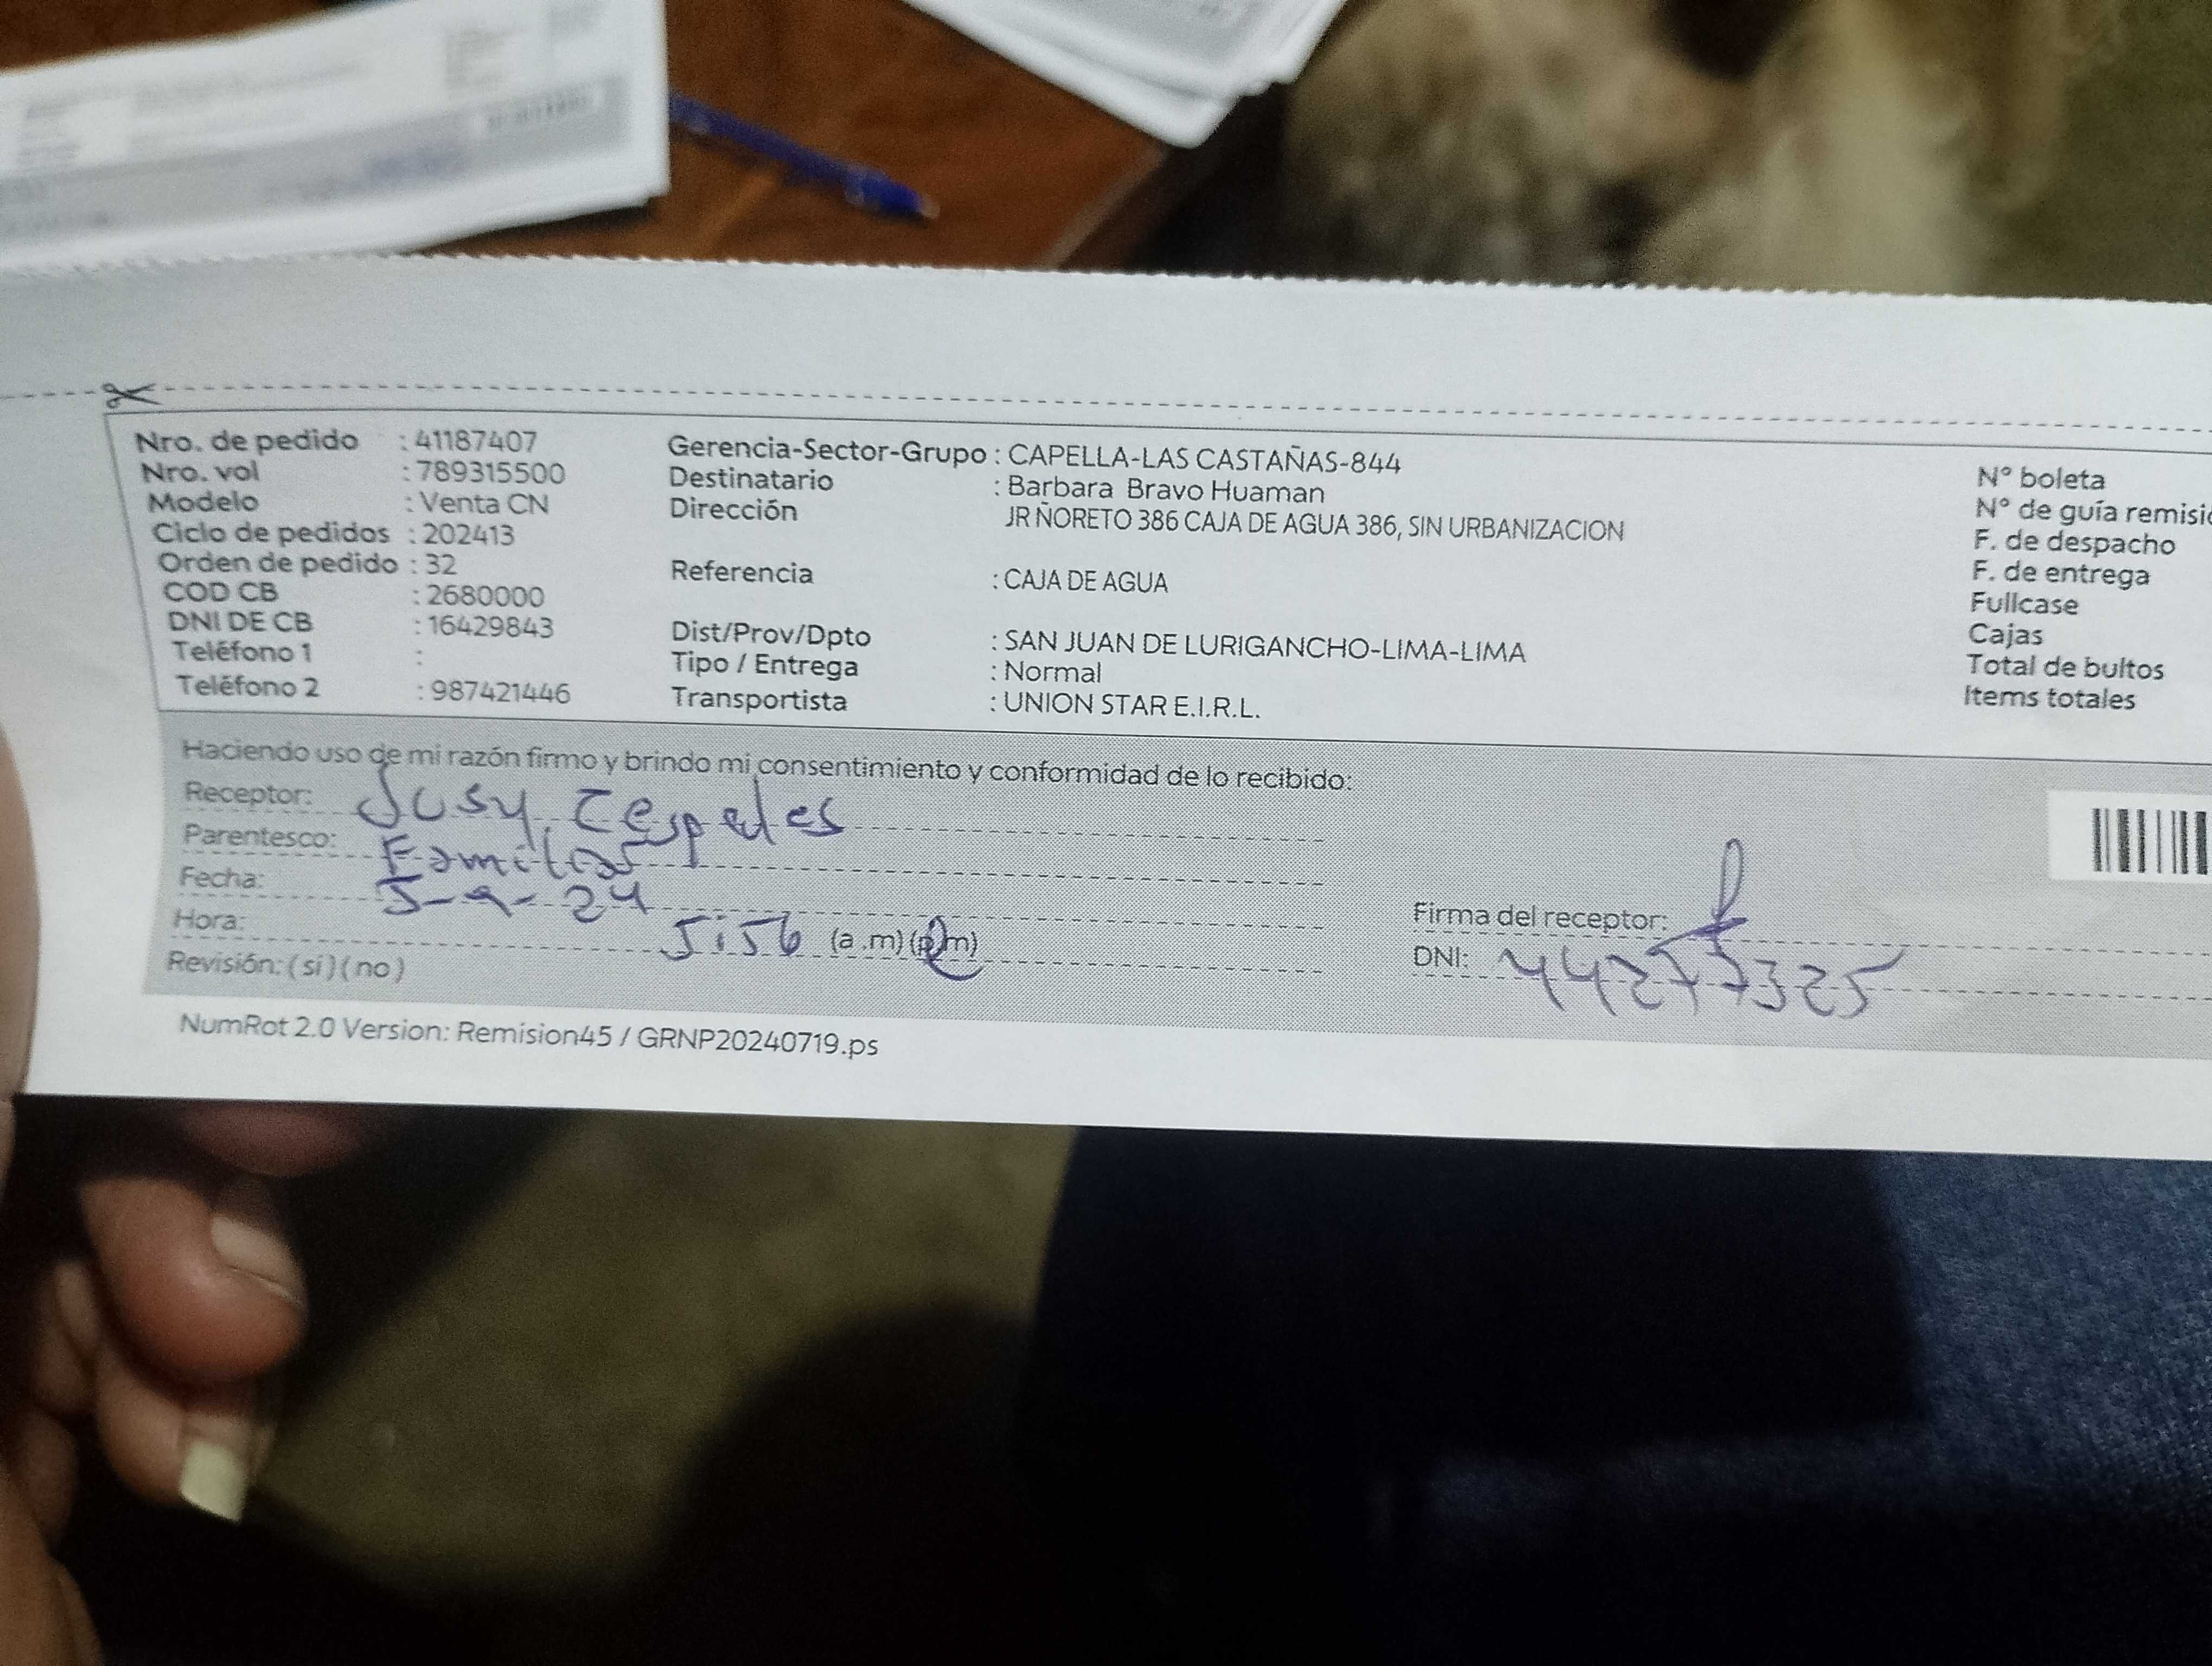 Nro. de pedido : 41187407
Nro. vol : 789315500
Modelo : Venta CN
Ciclo de pedidos : 202413
Orden de pedido : 32
COD CB : 2680000
DNI DE CB : 16429843
Teléfono 1 :
Teléfono 2 : 987421446
Gerencia-Sector-Grupo : CAPELLA-LAS CASTAÑAS-844
Destinatario : Barbara Bravo Huaman
Dirección JR ÑORETO 386 CAJA DE AGUA 386, SIN URBANIZACION
Referencia : CAJA DE AGUA
Dist/Prov/Dpto : SAN JUAN DE LURIGANCHO-LIMA-LIMA
Tipo / Entrega : Normal
Transportista : UNION STAR E.I.R.L.
N° boleta
N° de guía remisi
F. de despacho
F. de entrega
Fullcase
Cajas
Total de bultos
Items totales
Haciendo uso de mi razón firmo y brindo mi consentimiento y conformidad de lo recibido:
Receptor: Susy Cespedes
Parentesco: Familiar
Fecha: 5-9-24
Hora: 5:56 (a.m) (p.m)
Revisión: (si) (no)
Firma del receptor:
DNI: 44277325
NumRot 2.0 Version: Remision45 / GRNP20240719.ps